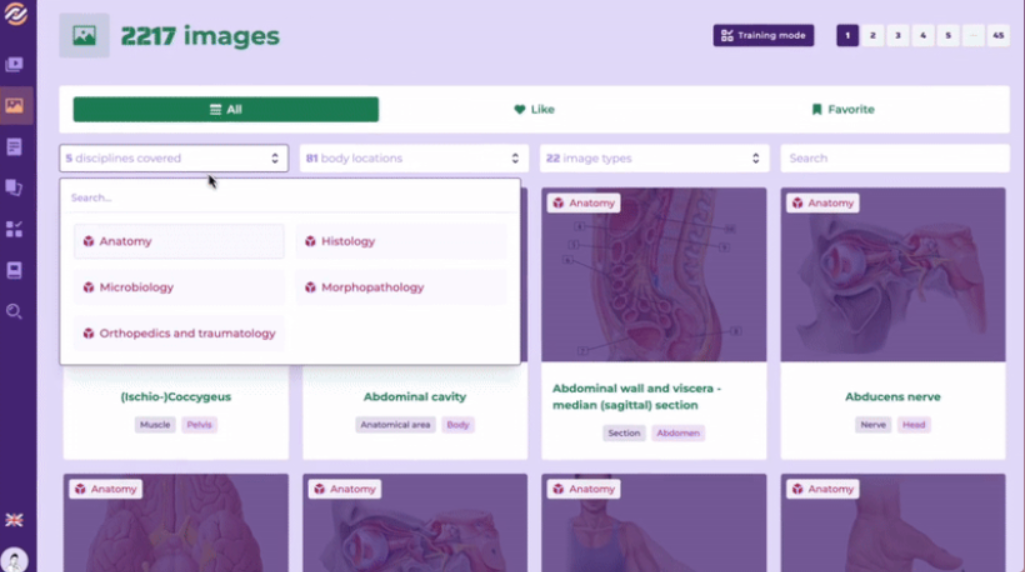 2217 images
Training mode
1 2 3 4 5 ... 45
All
Like
Favorite
5 disciplines covered
81 body locations
22 image types
Search
Search...
Anatomy
Histology
Microbiology
Morphopathology
Orthopedics and traumatology
Anatomy
Anatomy
(Ischio-)Coccygeus
Muscle Pelvis
Abdominal cavity
Anatomical area Body
Abdominal wall and viscera -
median (sagittal) section
Section Abdomen
Abducens nerve
Nerve Head
Anatomy
Anatomy
Anatomy
Anatomy